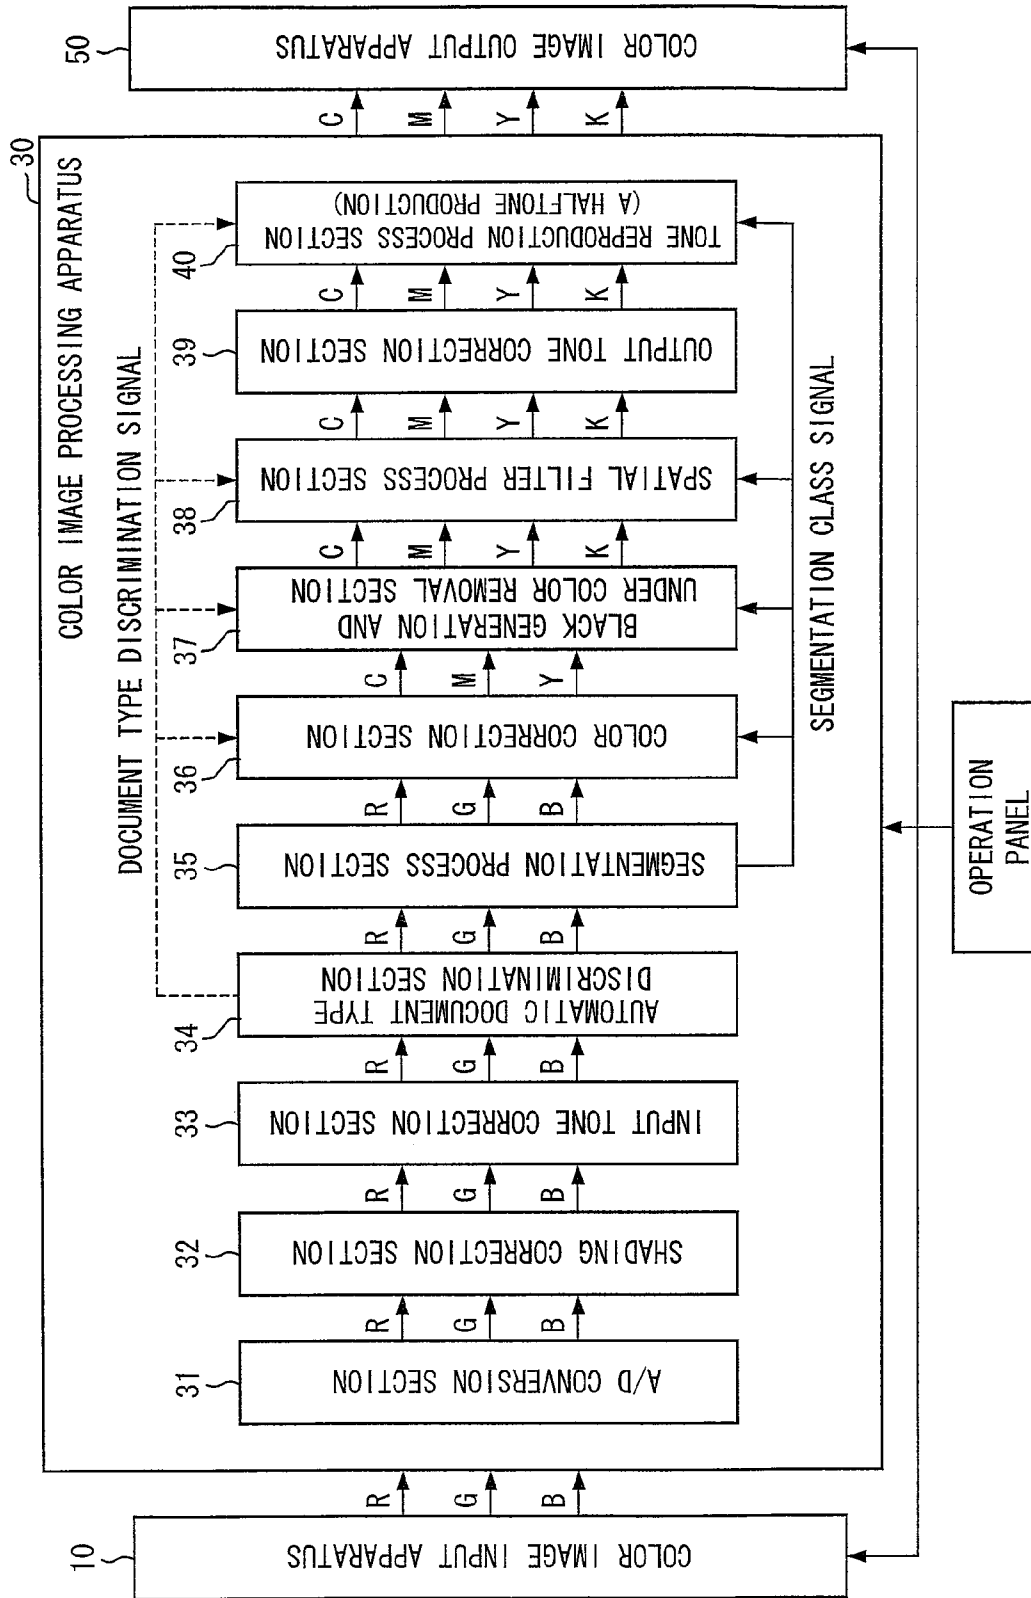 30
COLOR IMAGE PROCESSING APPARATUS
DOCUMENT TYPE DISCRIMINATION SIGNAL
10
COLOR IMAGE INPUT APPARATUS
R
G
B
31
A/D CONVERSION SECTION
R
G
B
32
SHADING CORRECTION SECTION
R
G
B
33
INPUT TONE CORRECTION SECTION
R
G
B
34
AUTOMATIC DOCUMENT TYPE
DISCRIMINATION SECTION
R
G
B
35
SEGMENTATION PROCESS SECTION
R
G
B
36
COLOR CORRECTION SECTION
C
M
Y
37
BLACK GENERATION AND
UNDER COLOR REMOVAL SECTION
C
M
Y
K
38
SPATIAL FILTER PROCESS SECTION
C
M
Y
K
39
OUTPUT TONE CORRECTION SECTION
C
M
Y
K
40
TONE REPRODUCTION PROCESS SECTION
(A HALFTONE PRODUCTION)
C
M
Y
K
50
COLOR IMAGE OUTPUT APPARATUS
SEGMENTATION CLASS SIGNAL
OPERATION
PANEL